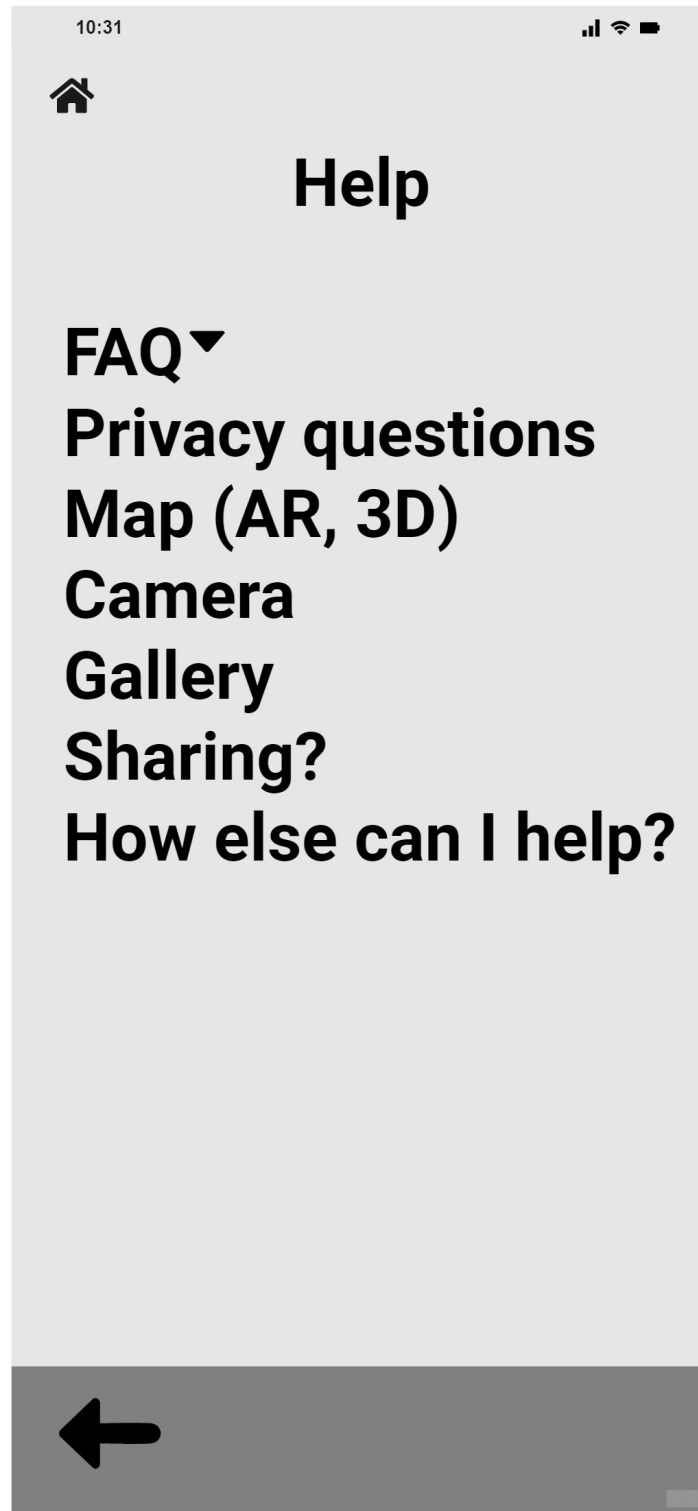 10:31
Help
FAQ
Privacy questions
Map (AR, 3D)
Camera
Gallery
Sharing?
How else can I help?